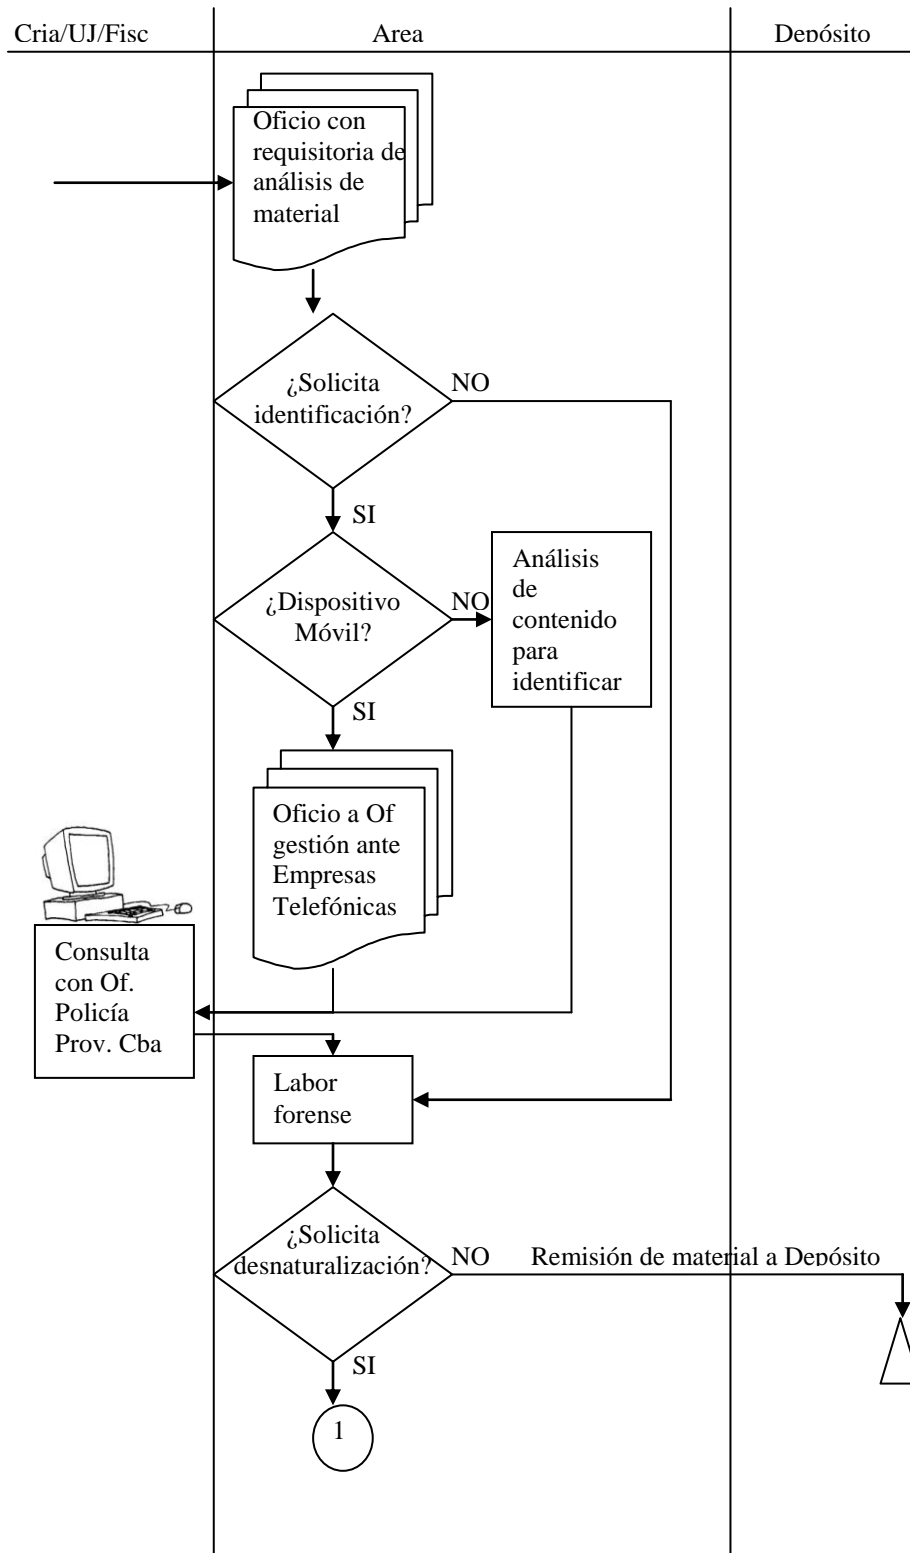 Cria/UJ/Fisc
Area
Depósito
Oficio con
requisitoria de
análisis de
material
¿Solicita
identificación?
NO
SI
¿Dispositivo
Móvil?
NO
Análisis
de
contenido
para
identificar
SI
Oficio a Of
gestión ante
Empresas
Telefónicas
Consulta
con Of.
Policía
Prov. Cba
Labor
forense
¿Solicita
desnaturalización?
NO
Remisión de material a Depósito
SI
1